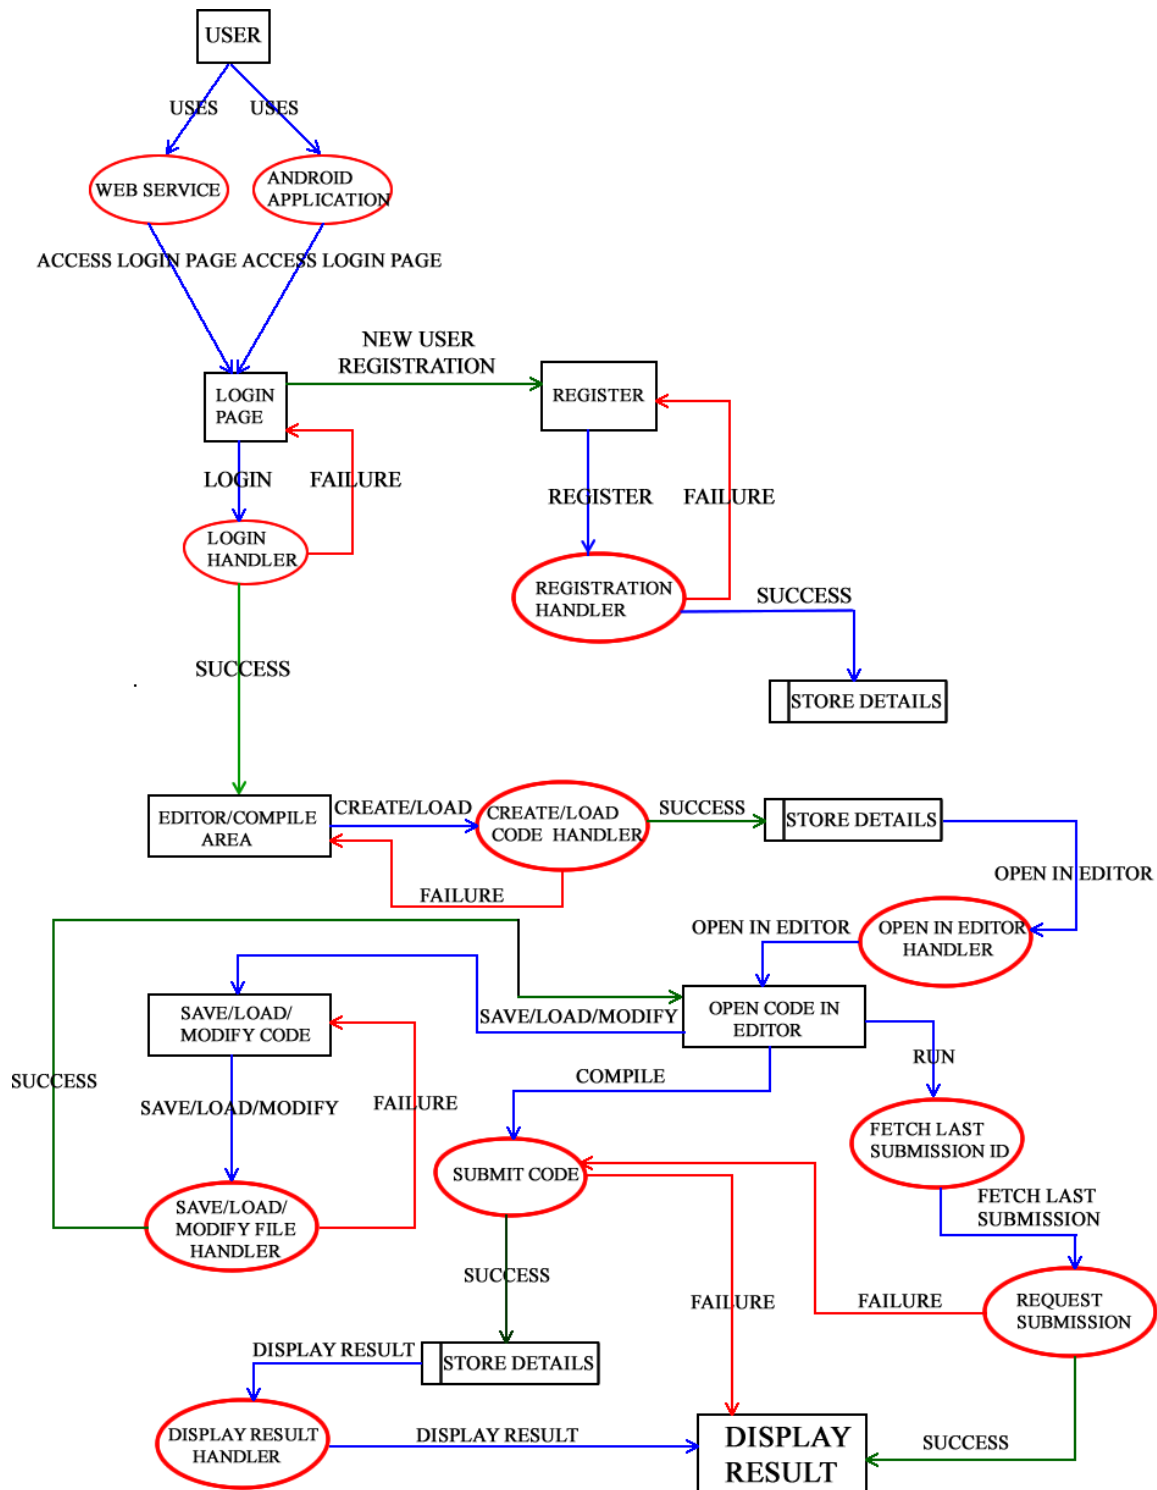 USER
USES
USES
WEB SERVICE
ANDROID
APPLICATION
ACCESS LOGIN PAGE
ACCESS LOGIN PAGE
NEW USER
REGISTRATION
LOGIN
PAGE
REGISTER
LOGIN
FAILURE
REGISTER
FAILURE
LOGIN
HANDLER
REGISTRATION
HANDLER
SUCCESS
SUCCESS
STORE DETAILS
EDITOR/COMPILE
AREA
CREATE/LOAD
CREATE/LOAD
CODE HANDLER
SUCCESS
STORE DETAILS
FAILURE
OPEN IN EDITOR
OPEN IN EDITOR
OPEN IN EDITOR
HANDLER
SAVE/LOAD/
MODIFY CODE
SAVE/LOAD/MODIFY
OPEN CODE IN
EDITOR
RUN
SUCCESS
COMPILE
SAVE/LOAD/MODIFY
FAILURE
FETCH LAST
SUBMISSION ID
SUBMIT CODE
FETCH LAST
SUBMISSION
SAVE/LOAD/
MODIFY FILE
HANDLER
SUCCESS
FAILURE
FAILURE
REQUEST
SUBMISSION
DISPLAY RESULT
STORE DETAILS
DISPLAY RESULT
HANDLER
DISPLAY RESULT
DISPLAY
RESULT
SUCCESS